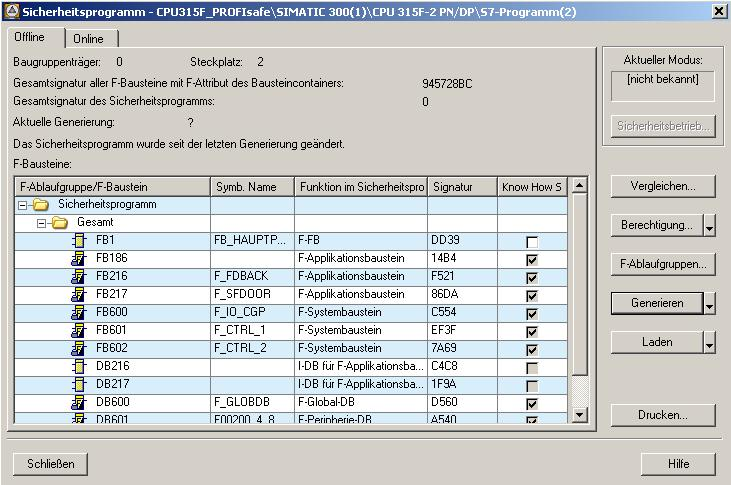 Sicherheitsprogramm - CPU315F_PROFIsafe\SIMATIC 300(1)\CPU 315F-2 PN/DP\S7-Programm(2)
Offline Online
Baugruppenträger: 0 Steckplatz: 2
Gesamtsignatur aller F-Bausteine mit F-Attribut des Bausteincontainers: 945728BC
Gesamtsignatur des Sicherheitsprogramms: 0
Aktuelle Generierung: ?
Das Sicherheitsprogramm wurde seit der letzten Generierung geändert.
F-Bausteine:
F-Ablaufgruppe/F-Baustein Symb. Name Funktion im Sicherheitspro Signatur Know How S
Sicherheitsprogramm
Gesamt
FB1 FB_HAUPTP... F-FB DD39
FB186 F-Applikationsbaustein 14B4
FB216 F_FDBACK F-Applikationsbaustein F521
FB217 F_SFDOOR F-Applikationsbaustein 86DA
FB600 F_IO_CGP F-Systembaustein C554
FB601 F_CTRL_1 F-Systembaustein EF3F
FB602 F_CTRL_2 F-Systembaustein 7A69
DB216 I-DB für F-Applikationsba... C4C8
DB217 I-DB für F-Applikationsba... 1F9A
DB600 F_GLOBDB F-Global-DB D560
DB601 F00200_4_8 F-Peripherie-DB A540
Aktueller Modus:
[nicht bekannt]
Sicherheitsbetrieb...
Vergleichen...
Berechtigung...
F-Ablaufgruppen...
Generieren
Laden
Drucken...
Schließen
Hilfe